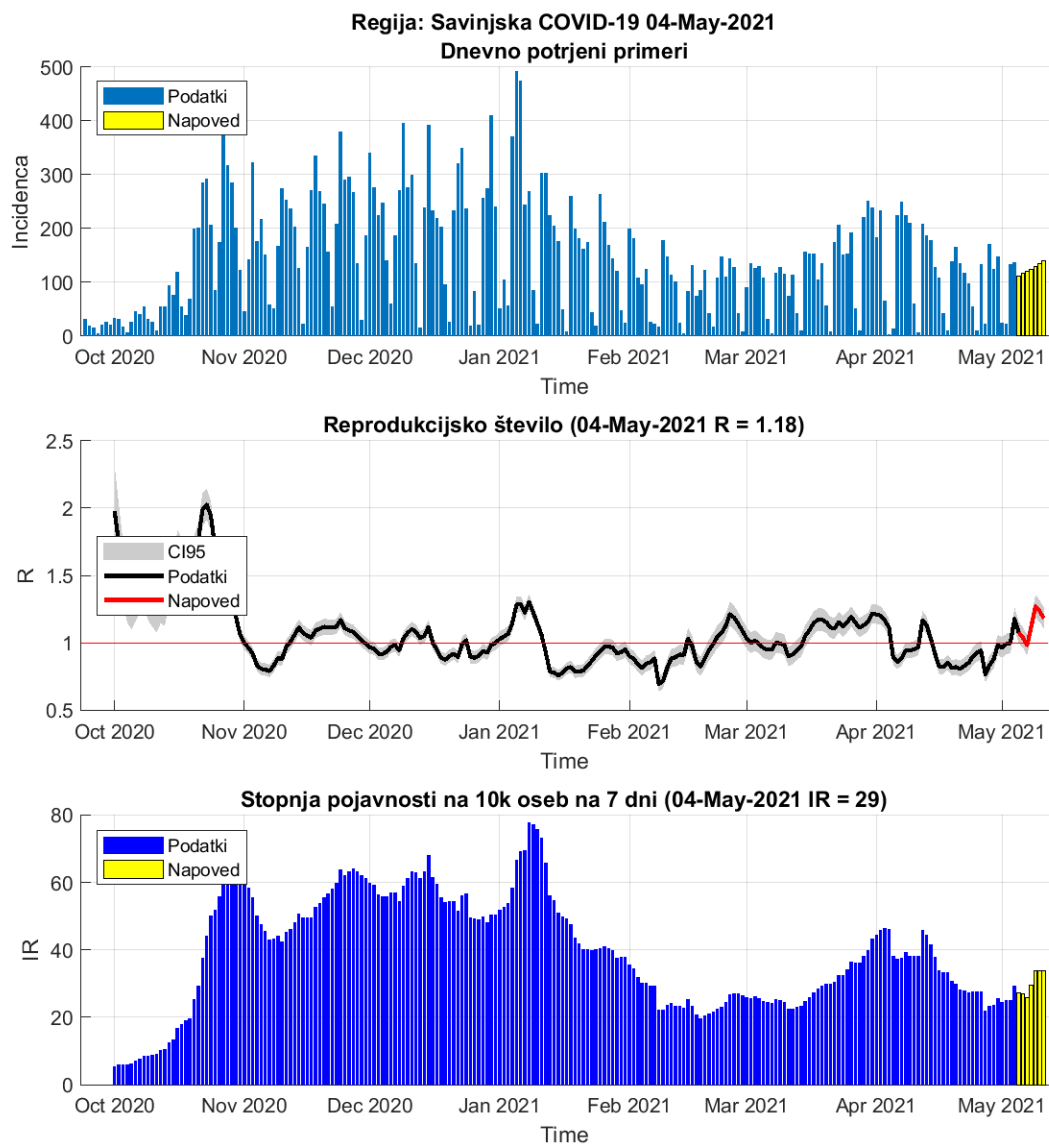 Regija: Savinjska COVID-19 04-May-2021
Dnevno potrjeni primeri
500
400
300
200
100
0
Incidenca
Podatki
Napoved
Oct 2020 Nov 2020 Dec 2020 Jan 2021 Feb 2021 Mar 2021 Apr 2021 May 2021
Time
Reprodukcijsko število (04-May-2021 R = 1.18)
2.5
2
1.5
1
0.5
R
CI95
Podatki
Napoved
Oct 2020 Nov 2020 Dec 2020 Jan 2021 Feb 2021 Mar 2021 Apr 2021 May 2021
Time
Stopnja pojavnosti na 10k oseb na 7 dni (04-May-2021 IR = 29)
80
60
40
20
0
IR
Podatki
Napoved
Oct 2020 Nov 2020 Dec 2020 Jan 2021 Feb 2021 Mar 2021 Apr 2021 May 2021
Time